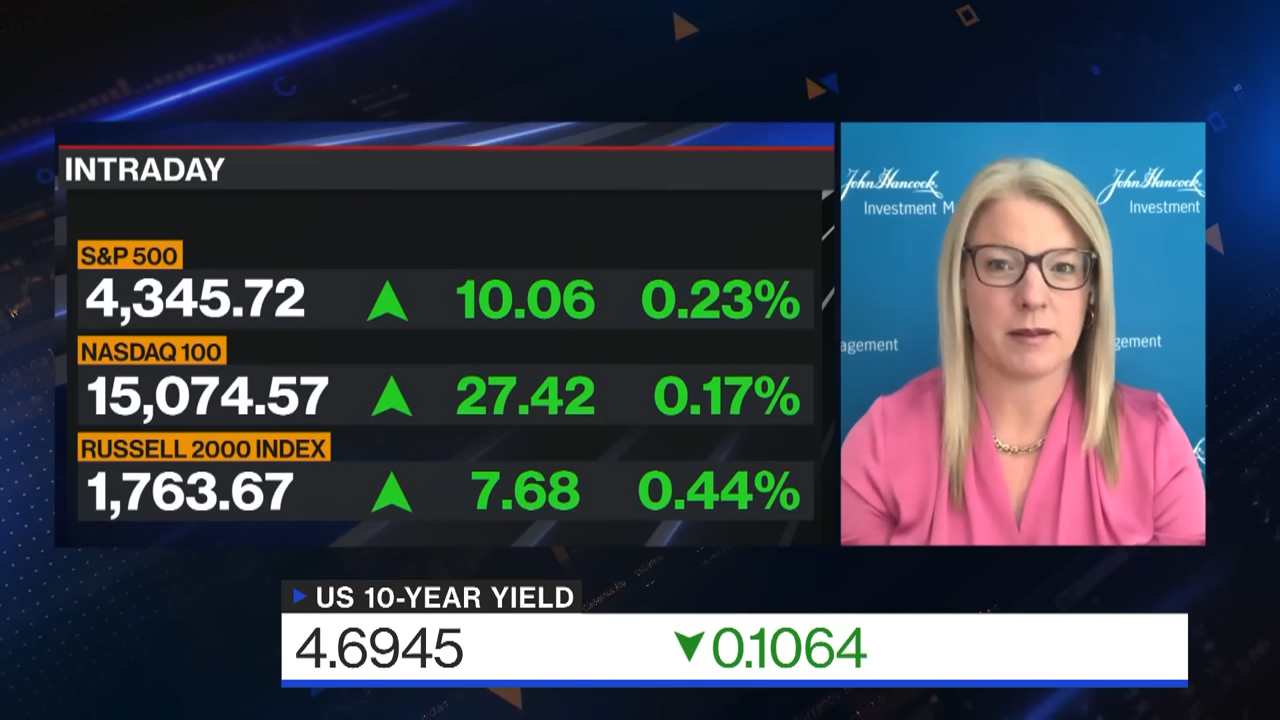 INTRADAY
S&P 500
4,345.72 ▲ 10.06 0.23%
NASDAQ 100
15,074.57 ▲ 27.42 0.17%
RUSSELL 2000 INDEX
1,763.67 ▲ 7.68 0.44%
John Hancock
Investment M
John Hancock
Investment
agement
gement
US 10-YEAR YIELD
4.6945 ▼ 0.1064